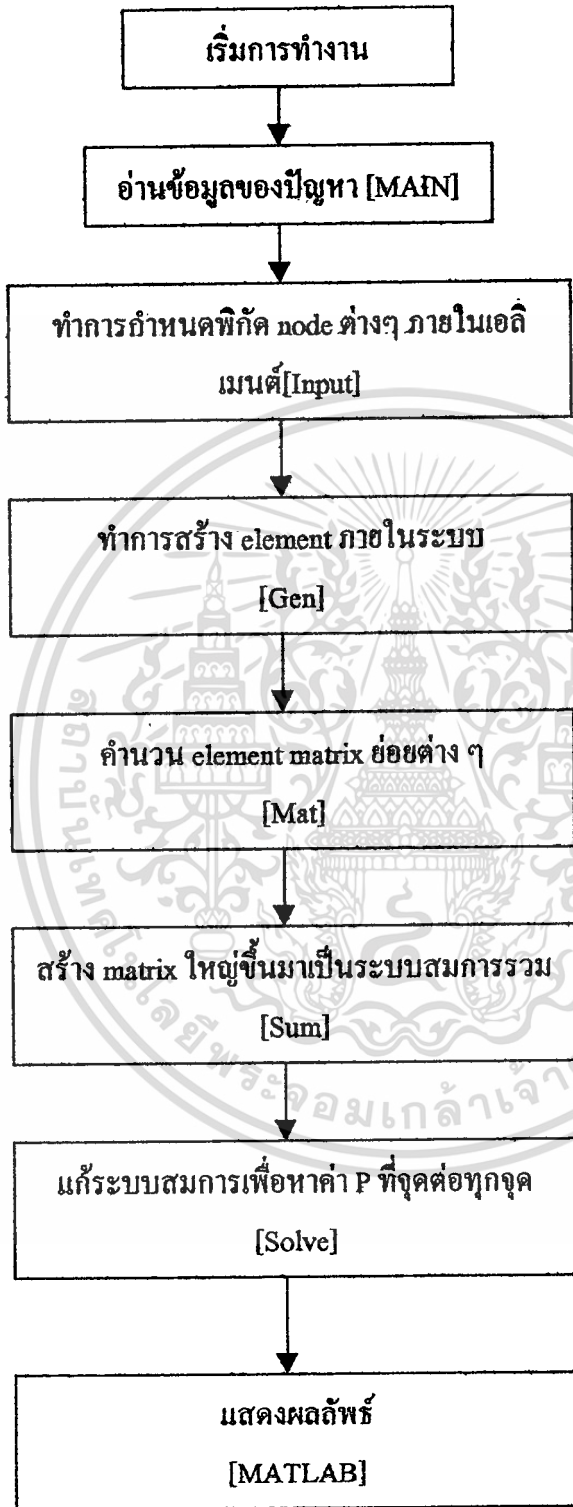 เริ่มการทำงาน
อ่านข้อมูลของปัญหา [MAIN]
ทำการกำหนดพิกัด node ต่างๆ ภายในเอลิ
เมนต์[Input]
ทำการสร้าง element ภายในระบบ
[Gen]
คำนวน element matrix ย่อยต่าง ๆ
[Mat]
สร้าง matrix ใหญ่ขึ้นมาเป็นระบบสมการรวม
[Sum]
แก้ระบบสมการเพื่อหาค่า P ที่จุดต่อทุกจุด
[Solve]
แสดงผลลัพธ์
[MATLAB]